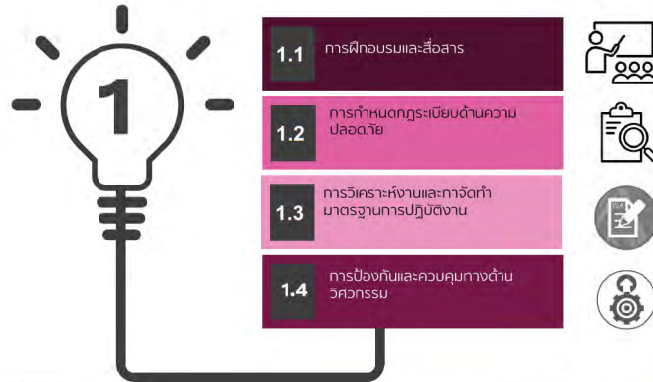 1
1.1
การฝึกอบรมและสื่อสาร
1.2
การกำหนดกฎระเบียบด้านความ
ปลอดภัย
1.3
การวิเคราะห์งานและกาจัดทำ
มาตรฐานการปฏิบัติงาน
1.4
การป้องกันและควบคุมทางด้าน
วิศวกรรม